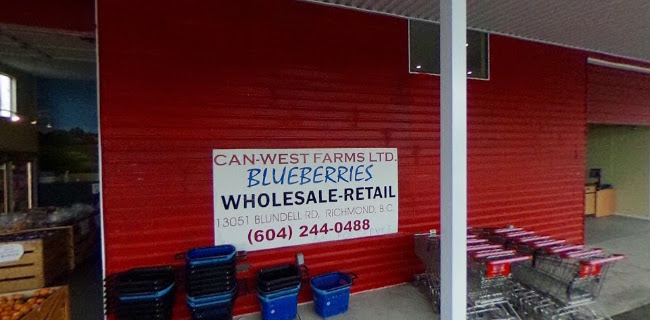 CAN-WEST FARMS LTD.
BLUEBERRIES
WHOLESALE-RETAIL
13051 BLUNDELL RD, RICHMOND, B.C.
(604) 244-0488